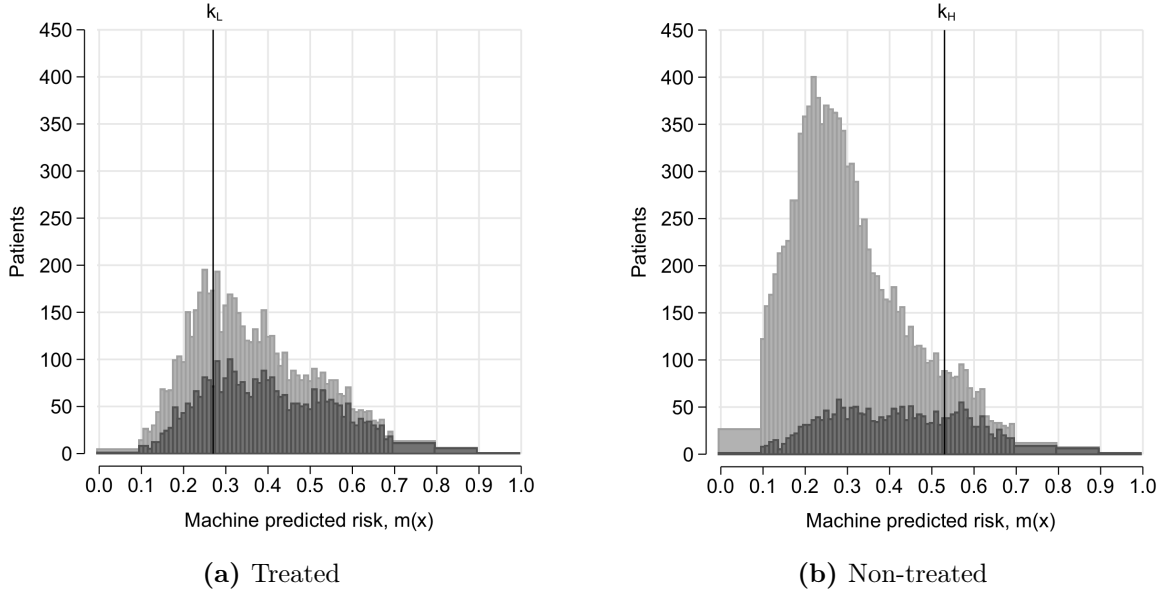 k_L
450
400
350
300
250
200
150
100
50
0
Patients
0.0 0.1 0.2 0.3 0.4 0.5 0.6 0.7 0.8 0.9 1.0
Machine predicted risk, m(x)
(a) Treated
k_H
450
400
350
300
250
200
150
100
50
0
Patients
0.0 0.1 0.2 0.3 0.4 0.5 0.6 0.7 0.8 0.9 1.0
Machine predicted risk, m(x)
(b) Non-treated